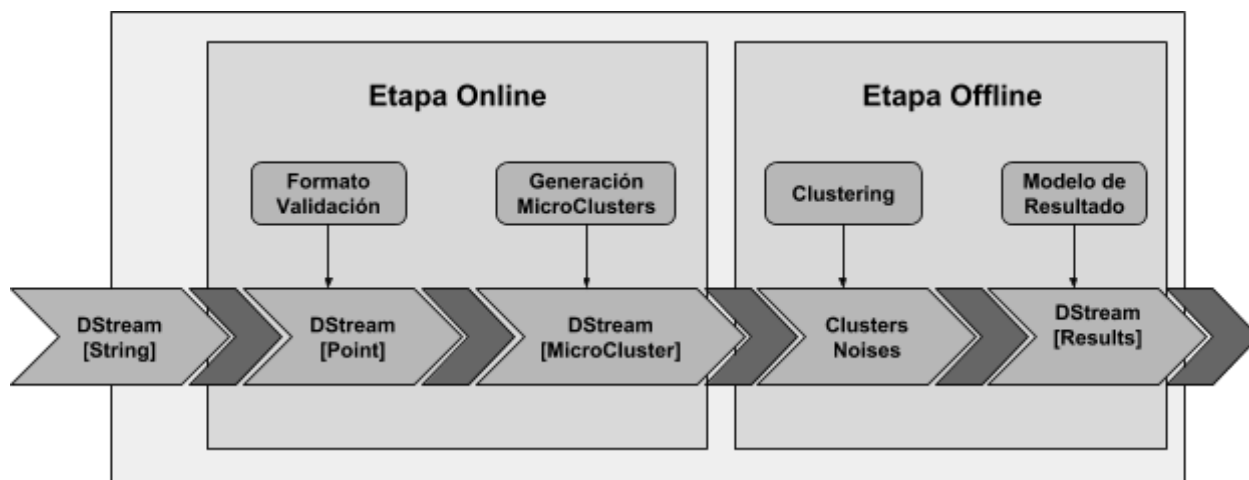 Etapa Online
Etapa Offline
Formato
Validación
Generación
MicroClusters
Clustering
Modelo de
Resultado
DStream
[String]
DStream
[Point]
DStream
[MicroCluster]
Clusters
Noises
DStream
[Results]